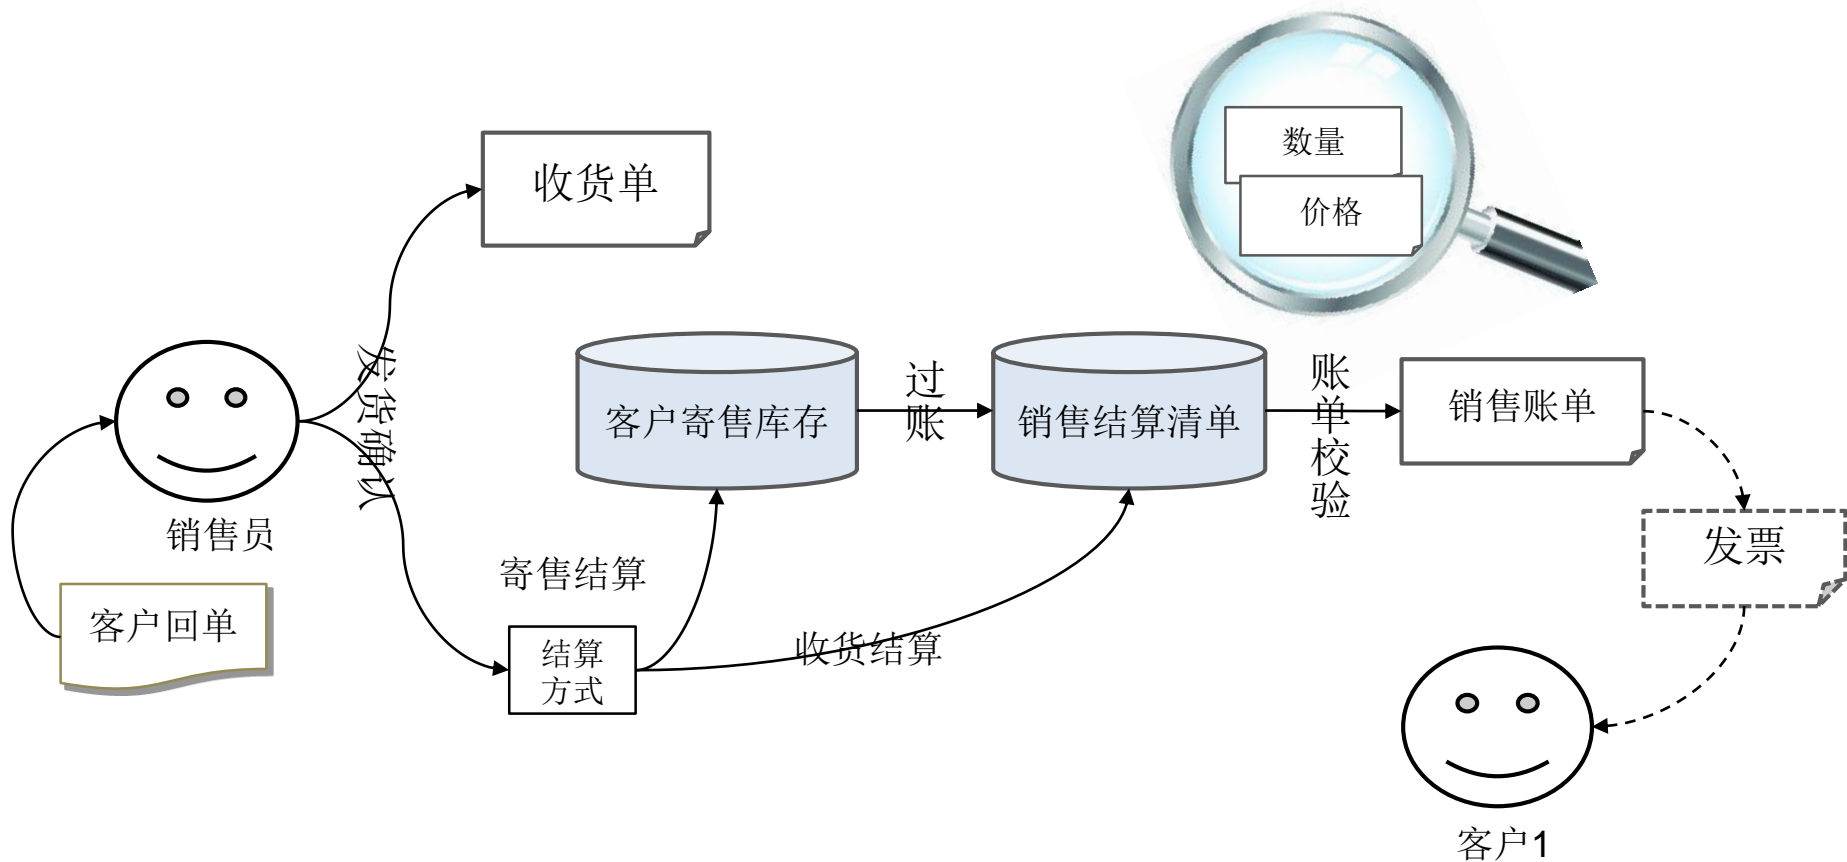 数量
价格
收货单
发货确认
客户寄售库存
过账
销售结算清单
账单校验
销售账单
销售员
发票
寄售结算
客户回单
结算
方式
收货结算
客户1